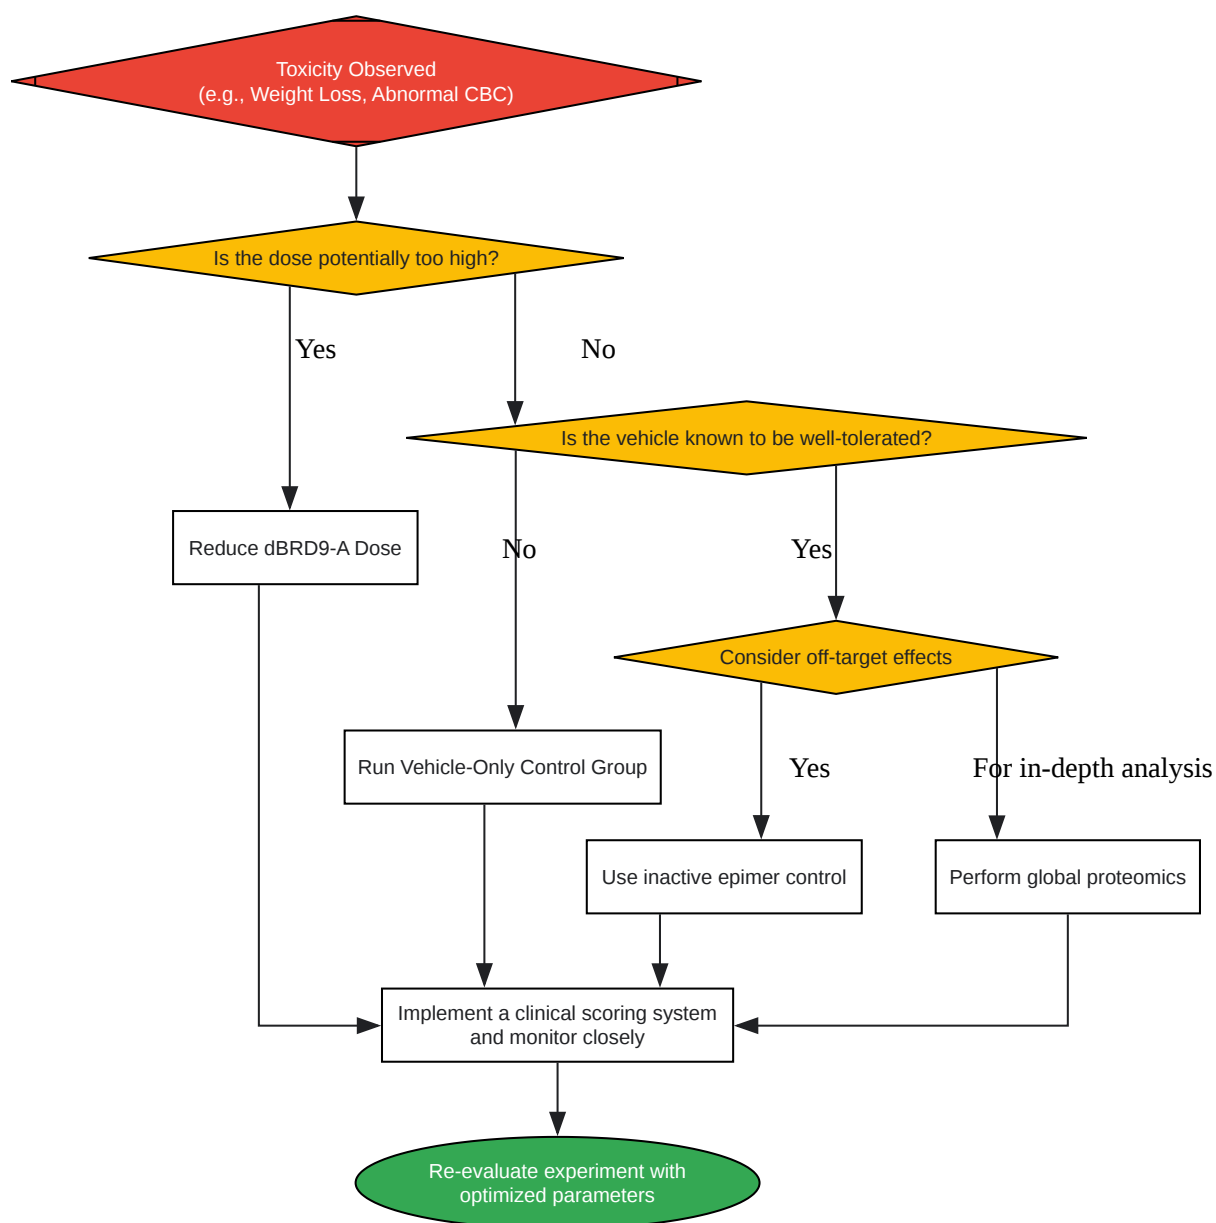 Toxicity Observed
(e.g., Weight Loss, Abnormal CBC)
Is the dose potentially too high?
Yes
No
Is the vehicle known to be well-tolerated?
Reduce dBRD9-A Dose
No
Yes
Consider off-target effects
Run Vehicle-Only Control Group
Yes
For in-depth analysis
Use inactive epimer control
Perform global proteomics
Implement a clinical scoring system
and monitor closely
Re-evaluate experiment with
optimized parameters